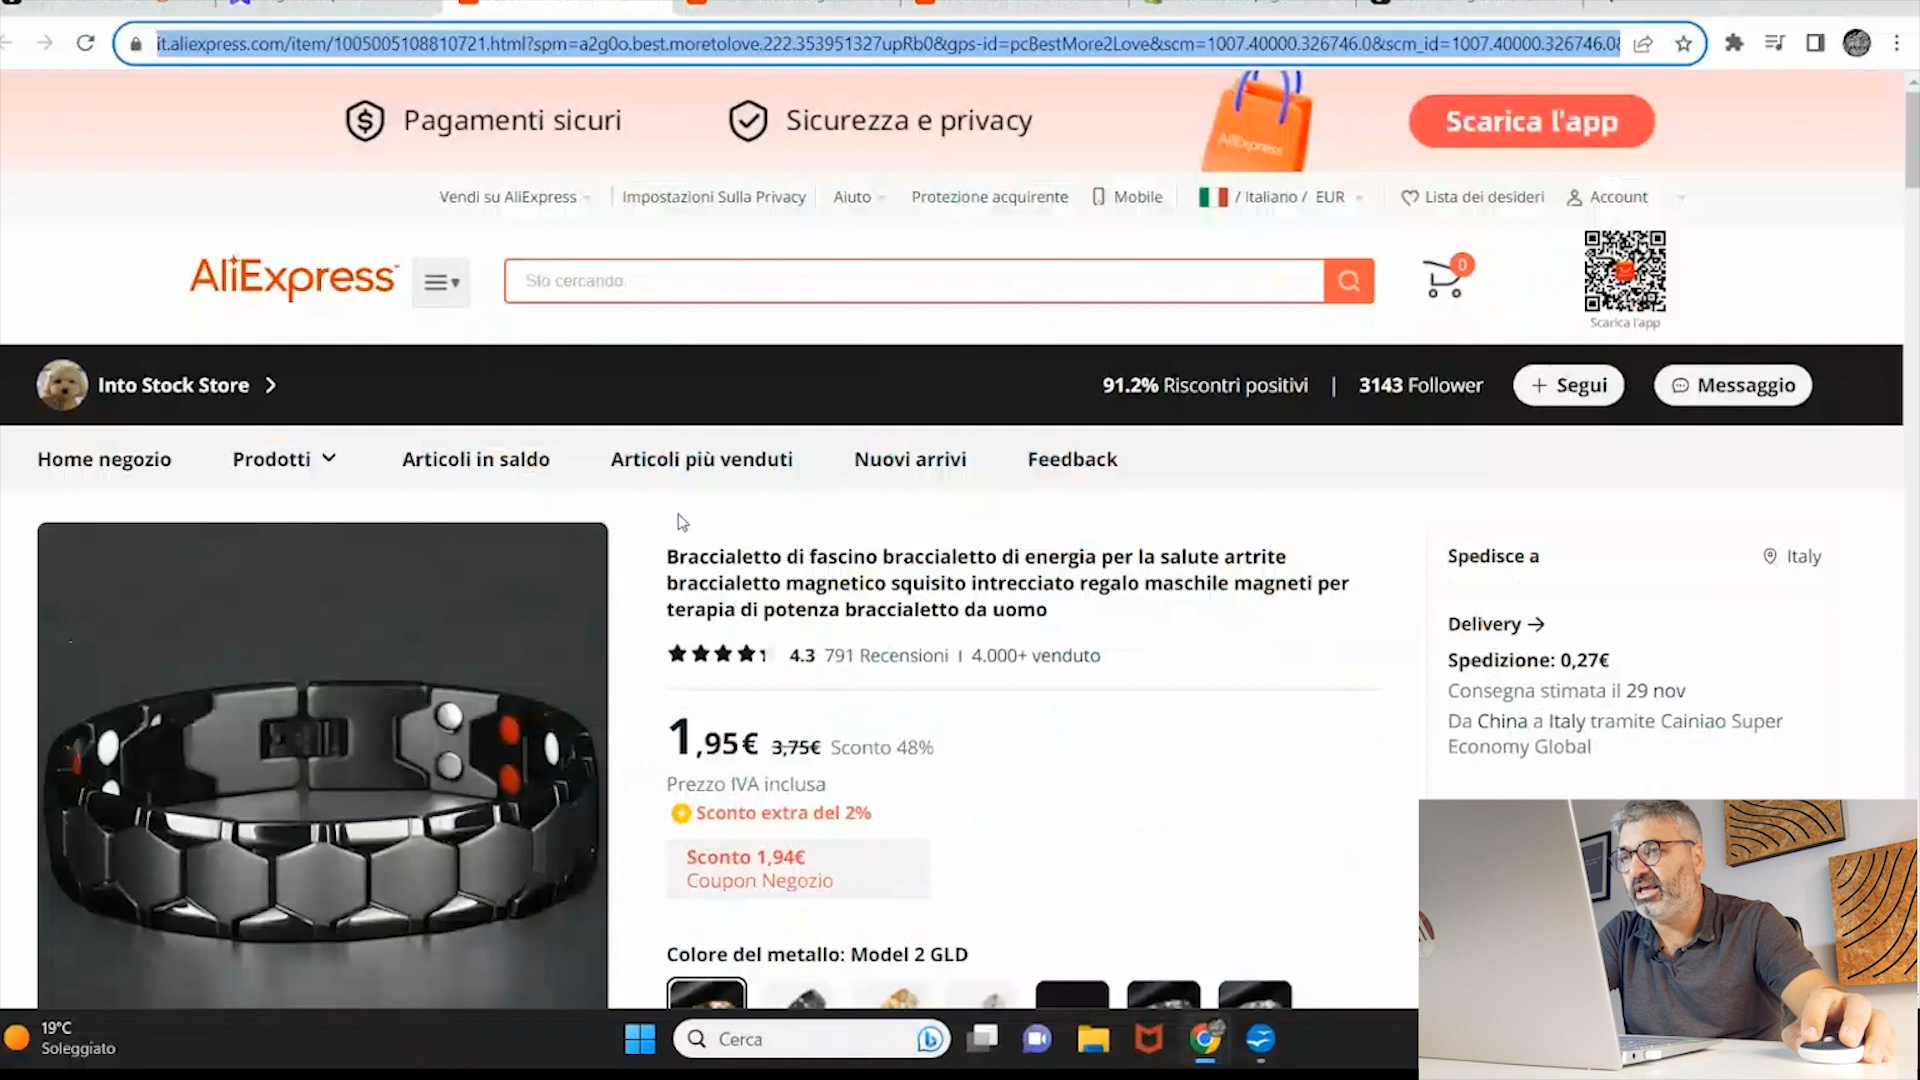 it.aliexpress.com/item/1005005108810721.html?spm=a2g0o.best.moretolove.222.353951327upRb0&gps-id=pcBestMore2Love&scm=1007.40000.326746.0&scm_id=1007.40000.326746.0&
Pagamenti sicuri
Sicurezza e privacy
AliExpress
Scarica l'app
Vendi su AliExpress
Impostazioni Sulla Privacy
Aiuto
Protezione acquirente
Mobile
/ Italiano / EUR
Lista dei desideri
Account
AliExpress
Sto cercando.
0
Scarica l'app
Into Stock Store
91.2% Riscontri positivi | 3143 Follower
+ Segui
Messaggio
Home negozio
Prodotti
Articoli in saldo
Articoli più venduti
Nuovi arrivi
Feedback
Braccialetto di fascino braccialetto di energia per la salute artrite
braccialetto magnetico squisito intrecciato regalo maschile magneti per
terapia di potenza braccialetto da uomo
4.3 791 Recensioni | 4.000+ venduto
1,95€ 3,75€ Sconto 48%
Prezzo IVA inclusa
Sconto extra del 2%
Sconto 1,94€
Coupon Negozio
Colore del metallo: Model 2 GLD
Spedisce a
Italy
Delivery
Spedizione: 0,27€
Consegna stimata il 29 nov
Da China a Italy tramite Cainiao Super
Economy Global
19°C
Soleggiato
Cerca